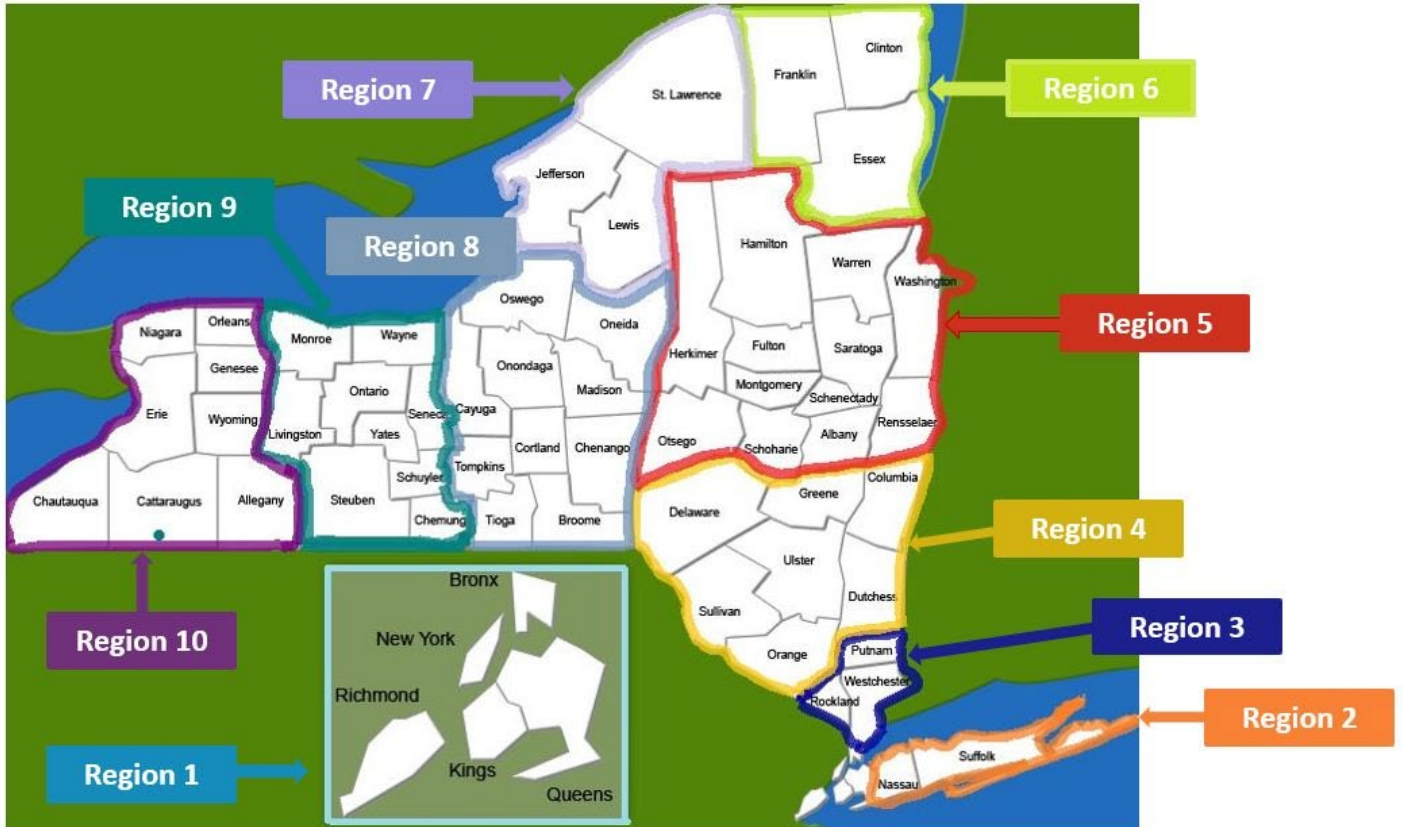 Clinton
Franklin
Region 7
Region 6
St. Lawrence
Essex
Jefferson
Region 9
Lewis
Region 8
Hamilton
Warren
Washington
Oswego
Oneida
Niagara
Orleans
Monroe
Wayne
Region 5
Fulton
Saratoga
Herkimer
Genesee
Onondaga
Montgomery
Ontario
Madison
Schenectady
Erie
Wyoming
Seneca
Cayuga
Livingston
Yates
Albany
Rensselaer
Otsego
Schoharie
Cortland
Chenango
Tompkins
Schuyler
Columbia
Chautauqua
Cattaraugus
Allegany
Steuben
Greene
Delaware
Chemung
Tioga
Broome
Region 4
Ulster
Bronx
Dutchess
Sullivan
Region 3
New York
Region 10
Putnam
Orange
Westchester
Richmond
Rockland
Region 2
Suffolk
Region 1
Kings
Nassau
Queens